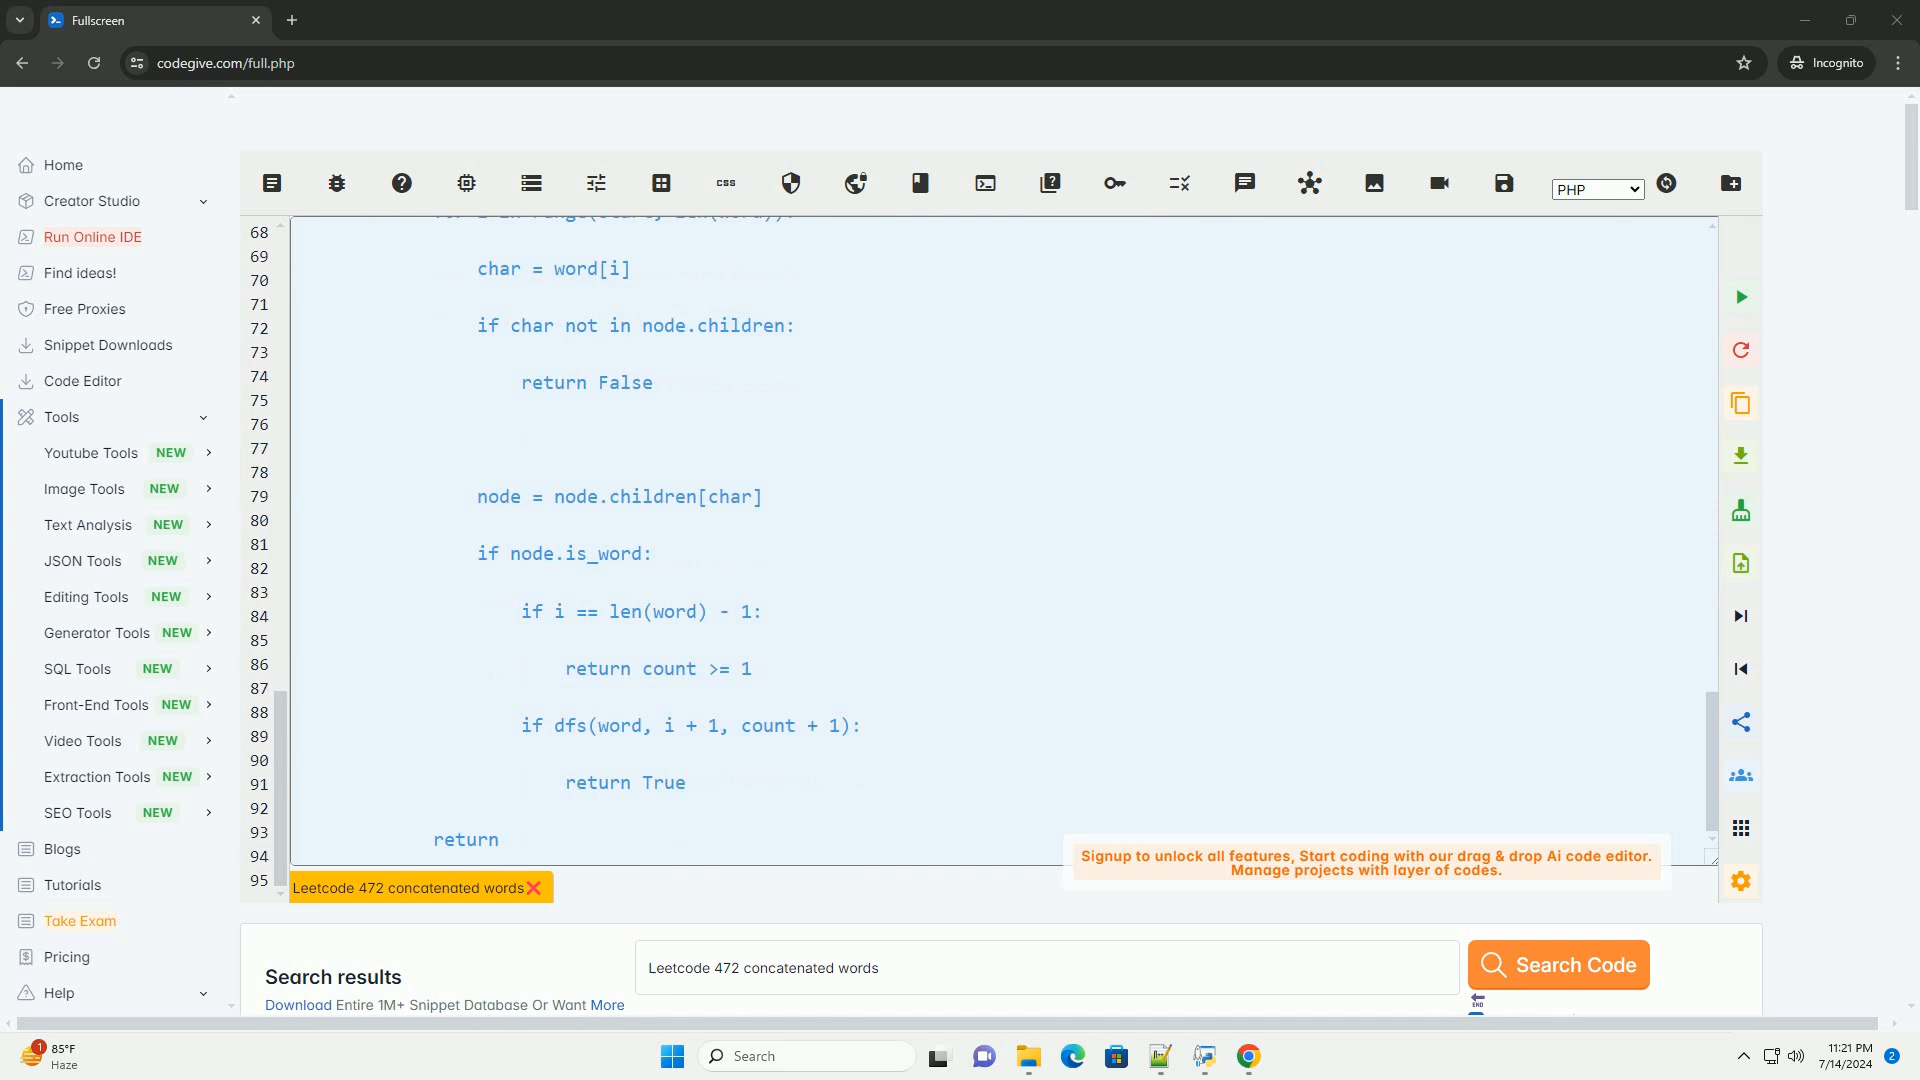 Fullscreen
codegive.com/full.php
Incognito
Home
Creator Studio
Run Online IDE
Find ideas!
Free Proxies
Snippet Downloads
Code Editor
Tools
Youtube Tools NEW
Image Tools NEW
Text Analysis NEW
JSON Tools NEW
Editing Tools NEW
Generator Tools NEW
SQL Tools NEW
Front-End Tools NEW
Video Tools NEW
Extraction Tools NEW
SEO Tools NEW
Blogs
Tutorials
Take Exam
Pricing
Help
css
PHP
68
69
70
71
72
73
74
75
76
77
78
79
80
81
82
83
84
85
86
87
88
89
90
91
92
93
94
95
char = word[i]
if char not in node.children:
return False
node = node.children[char]
if node.is_word:
if i == len(word) - 1:
return count >= 1
if dfs(word, i + 1, count + 1):
return True
return
Signup to unlock all features, Start coding with our drag & drop Ai code editor.
Manage projects with layer of codes.
Leetcode 472 concatenated words
Search results
Download Entire 1M+ Snippet Database Or Want More
Leetcode 472 concatenated words
Search Code
END
1
85°F
Haze
Search
11:21 PM
7/14/2024
2